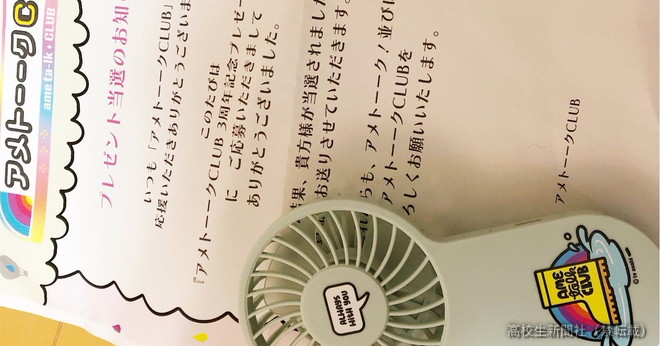 アメトーーク C
ameta-lk CLUB
プレゼント当選のお知
いつも「アメトーークCLUB」
応援いただきありがとうございま
このたびは
『アメトーークCLUB 3周年記念プレゼ
に ご応募いただきまして
ありがとうございました。
果、貴方様が当選されました
お送りさせていただきます。
らも、アメトーーク！並びに
アメトーークCLUBを
ろしくお願いいたします。
アメトーークCLUB
ALWAYS
WITH YOU
AME
talk
CLUB
高校生新聞社(禁転載)